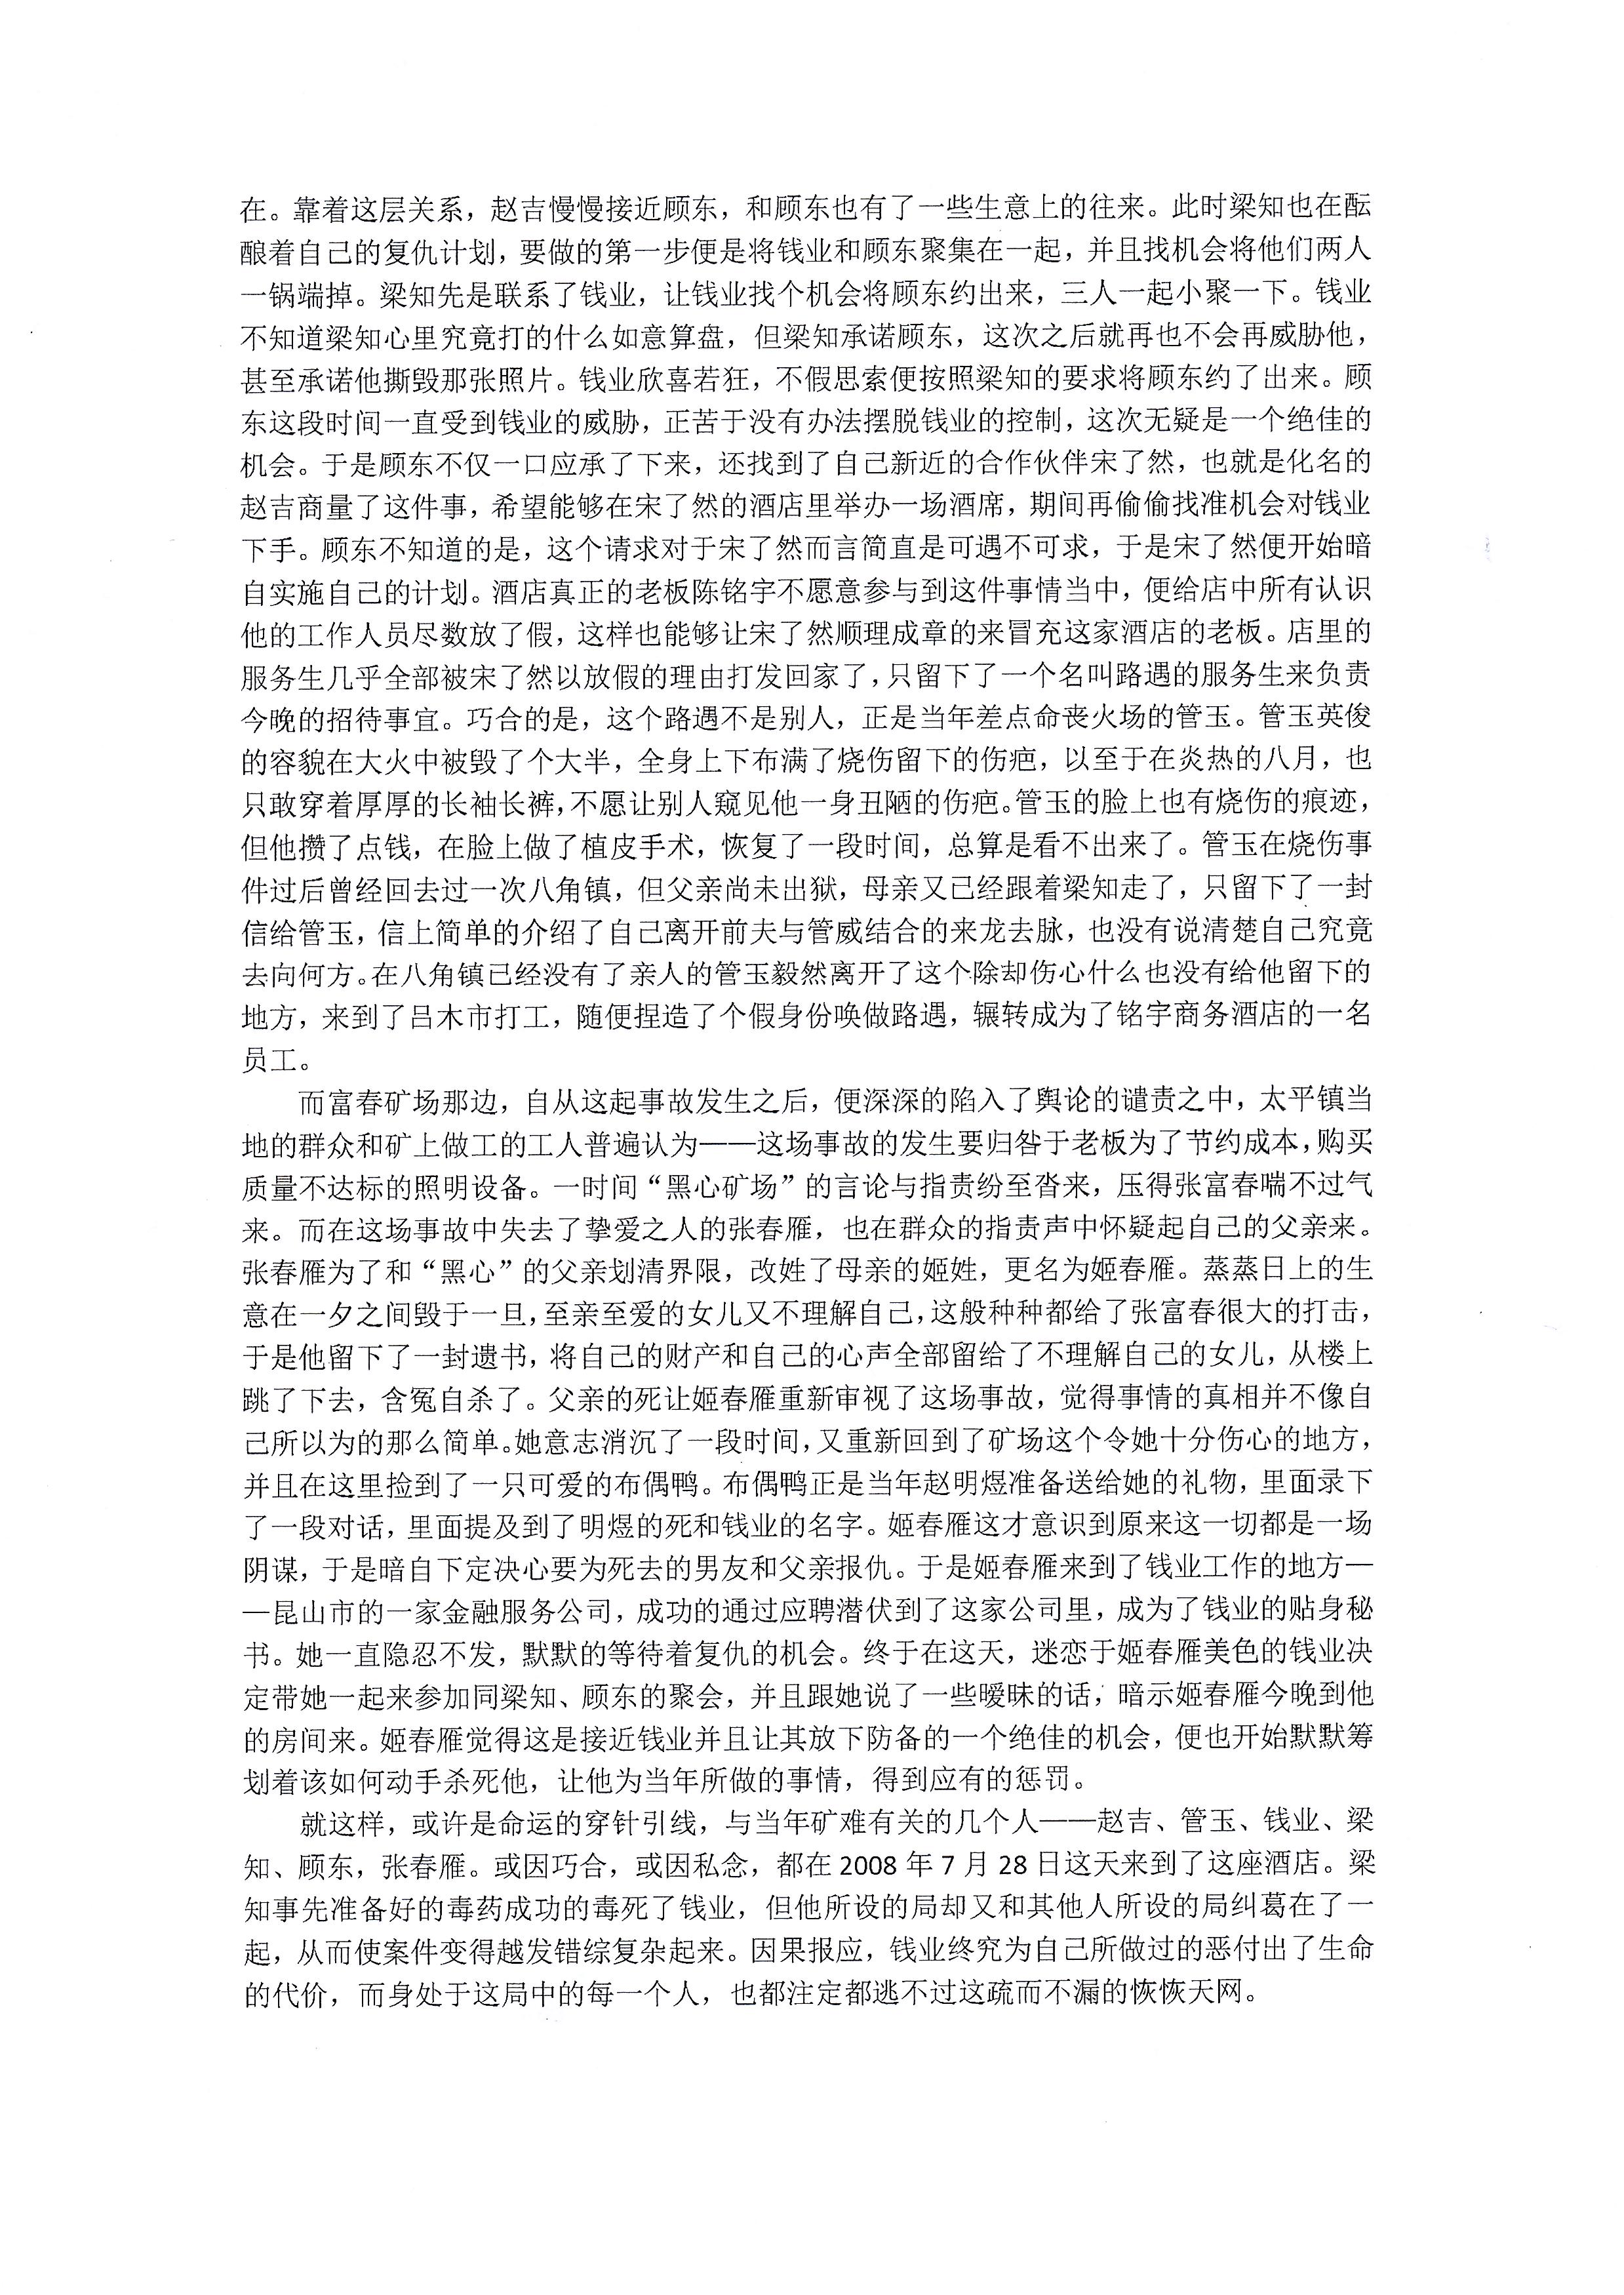 在。靠着这层关系，赵吉慢慢接近顾东，和顾东也有了一些生意上的往来。此时梁知也在酝
酿着自己的复仇计划，要做的第一步便是将钱业和顾东聚集在一起，并且找机会将他们两人
一锅端掉。梁知先是联系了钱业，让钱业找个机会将顾东约出来，三人一起小聚一下。钱业
不知道梁知心里究竟打的什么如意算盘，但梁知承诺顾东，这次之后就再也不会再威胁他，
甚至承诺他撕毁那张照片。钱业欣喜若狂，不假思索便按照梁知的要求将顾东约了出来。顾
东这段时间一直受到钱业的威胁，正苦于没有办法摆脱钱业的控制，这次无疑是一个绝佳的
机会。于是顾东不仅一口应承了下来，还找到了自己新近的合作伙伴宋了然，也就是化名的
赵吉商量了这件事，希望能够在宋了然的酒店里举办一场酒席，期间再偷偷找准机会对钱业
下手。顾东不知道的是，这个请求对于宋了然而言简直是可遇不可求，于是宋了然便开始暗
自实施自己的计划。酒店真正的老板陈铭宇不愿意参与到这件事情当中，便给店中所有认识
他的工作人员尽数放了假，这样也能够让宋了然顺理成章的来冒充这家酒店的老板。店里的
服务生几乎全部被宋了然以放假的理由打发回家了，只留下了一个名叫路遇的服务生来负责
今晚的招待事宜。巧合的是，这个路遇不是别人，正是当年差点命丧火场的管玉。管玉英俊
的容貌在大火中被毁了个大半，全身上下布满了烧伤留下的伤疤，以至于在炎热的八月，也
只敢穿着厚厚的长袖长裤，不愿让别人窥见他一身丑陋的伤疤。管玉的脸上也有烧伤的痕迹，
但他攒了点钱，在脸上做了植皮手术，恢复了一段时间，总算是看不出来了。管玉在烧伤事
件过后曾经回去过一次八角镇，但父亲尚未出狱，母亲又已经跟着梁知走了，只留下了一封
信给管玉，信上简单的介绍了自己离开前夫与管威结合的来龙去脉，也没有说清楚自己究竟
去向何方。在八角镇已经没有了亲人的管玉毅然离开了这个除却伤心什么也没有给他留下的
地方，来到了吕木市打工，随便捏造了个假身份唤做路遇，辗转成为了铭宇商务酒店的一名
员工。
而富春矿场那边，自从这起事故发生之后，便深深的陷入了舆论的谴责之中，太平镇当
地的群众和矿上做工的工人普遍认为——这场事故的发生要归咎于老板为了节约成本，购买
质量不达标的照明设备。一时间“黑心矿场”的言论与指责纷至沓来，压得张富春喘不过气
来。而在这场事故中失去了挚爱之人的张春雁，也在群众的指责声中怀疑起自己的父亲来。
张春雁为了和“黑心”的父亲划清界限，改姓了母亲的姬姓，更名为姬春雁。蒸蒸日上的生
意在一夕之间毁于一旦，至亲至爱的女儿又不理解自己，这般种种都给了张富春很大的打击，
于是他留下了一封遗书，将自己的财产和自己的心声全部留给了不理解自己的女儿，从楼上
跳了下去，含冤自杀了。父亲的死让姬春雁重新审视了这场事故，觉得事情的真相并不像自
己所以为的那么简单。她意志消沉了一段时间，又重新回到了矿场这个令她十分伤心的地方，
并且在这里捡到了一只可爱的布偶鸭。布偶鸭正是当年赵明煜准备送给她的礼物，里面录下
了一段对话，里面提及到了明煜的死和钱业的名字。姬春雁这才意识到原来这一切都是一场
阴谋，于是暗自下定决心要为死去的男友和父亲报仇。于是姬春雁来到了钱业工作的地方—
—昆山市的一家金融服务公司，成功的通过应聘潜伏到了这家公司里，成为了钱业的贴身秘
书。她一直隐忍不发，默默的等待着复仇的机会。终于在这天，迷恋于姬春雁美色的钱业决
定带她一起来参加同梁知、顾东的聚会，并且跟她说了一些暧昧的话，暗示姬春雁今晚到他
的房间来。姬春雁觉得这是接近钱业并且让其放下防备的一个绝佳的机会，便也开始默默筹
划着该如何动手杀死他，让他为当年所做的事情，得到应有的惩罚。
就这样，或许是命运的穿针引线，与当年矿难有关的几个人——赵吉、管玉、钱业、梁
知、顾东，张春雁。或因巧合，或因私念，都在 2008 年 7 月 28 日这天来到了这座酒店。梁
知事先准备好的毒药成功的毒死了钱业，但他所设的局却又和其他人所设的局纠葛在了一
起，从而使案件变得越发错综复杂起来。因果报应，钱业终究为自己所做过的恶付出了生命
的代价，而身处于这局中的每一个人，也都注定都逃不过这疏而不漏的恢恢天网。